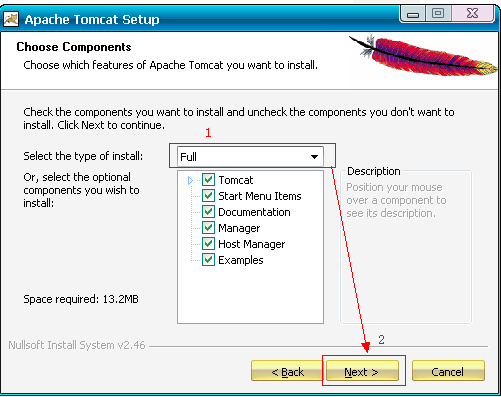 Apache Tomcat Setup
Choose Components
Choose which features of Apache Tomcat you want to install.
Check the components you want to install and uncheck the components you don't want to
install. Click Next to continue.
1
Select the type of install:
Full
Or, select the optional
components you wish to
install:
Tomcat
Start Menu Items
Documentation
Manager
Host Manager
Examples
Description
Position your mouse
over a component to
see its description.
Space required: 13.2MB
2
Nullsoft Install System v2.46
< Back
Next >
Cancel